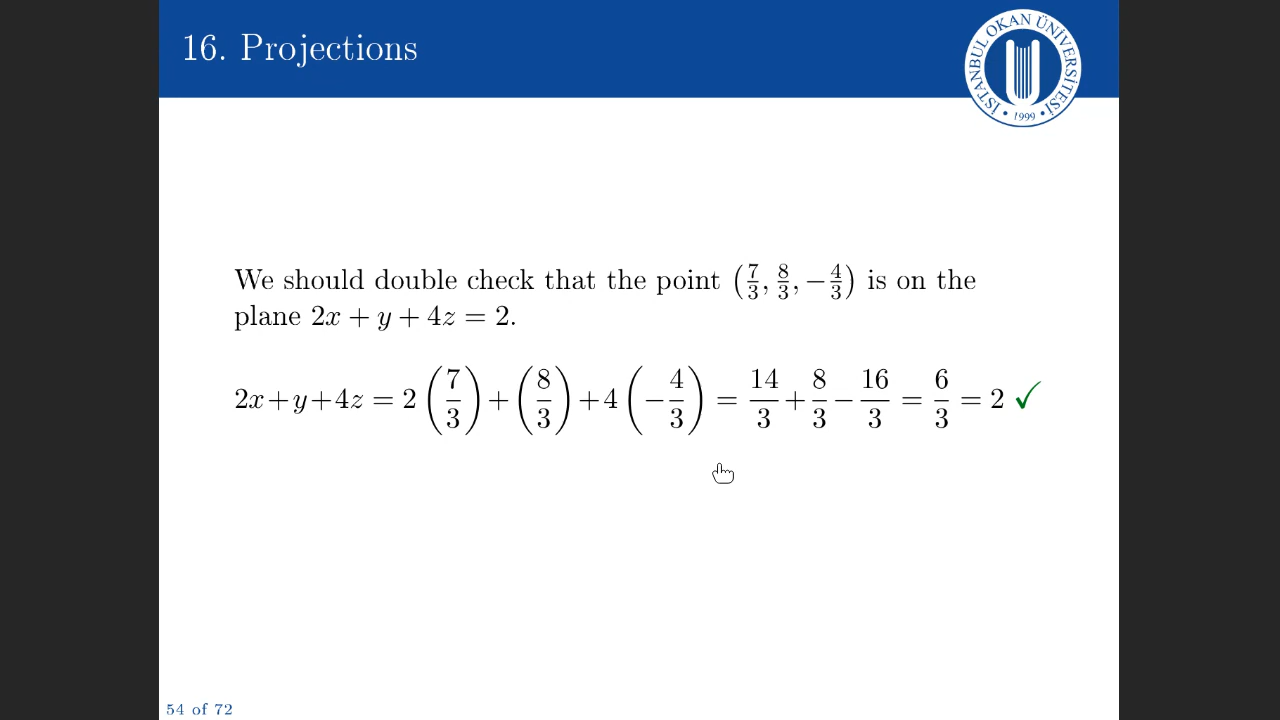 16. Projections
İSTANBUL OKAN ÜNİVERSİTESİ
• 1999 •
We should double check that the point (7/3, 8/3, −4/3) is on the
plane 2x + y + 4z = 2.
2x+y+4z = 2(7/3)+(8/3)+4(−4/3) = 14/3+8/3−16/3 = 6/3 = 2 ✓
54 of 72